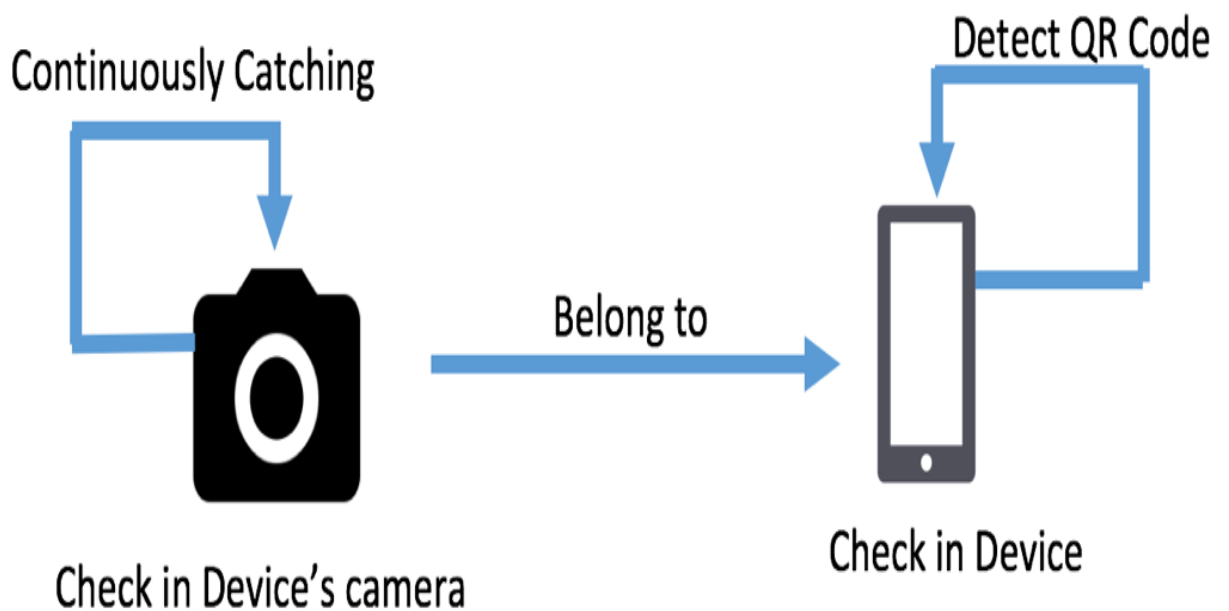 Continuously Catching
Detect QR Code
Belong to
Check in Device's camera
Check in Device